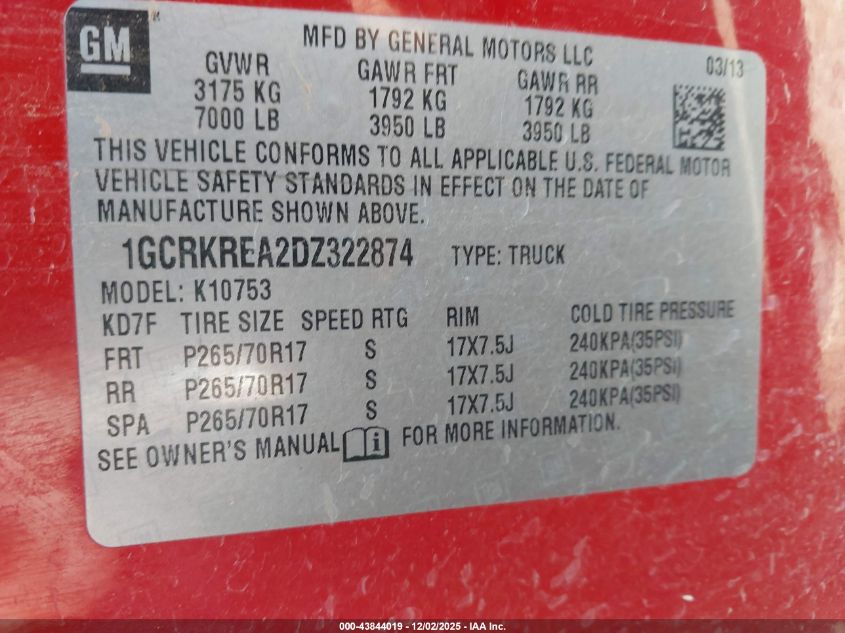 GM
MFD BY GENERAL MOTORS LLC
03/13
GVWR GAWR FRT GAWR RR
3175 KG 1792 KG 1792 KG
7000 LB 3950 LB 3950 LB
THIS VEHICLE CONFORMS TO ALL APPLICABLE U.S. FEDERAL MOTOR
VEHICLE SAFETY STANDARDS IN EFFECT ON THE DATE OF
MANUFACTURE SHOWN ABOVE.
1GCRKREA2DZ322874 TYPE: TRUCK
MODEL: K10753
KD7F TIRE SIZE SPEED RTG RIM COLD TIRE PRESSURE
FRT P265/70R17 S 17X7.5J 240KPA(35PSI)
RR P265/70R17 S 17X7.5J 240KPA(35PSI)
SPA P265/70R17 S 17X7.5J 240KPA(35PSI)
SEE OWNER'S MANUAL i FOR MORE INFORMATION.
000-43844019 - 12/02/2025 - IAA Inc.